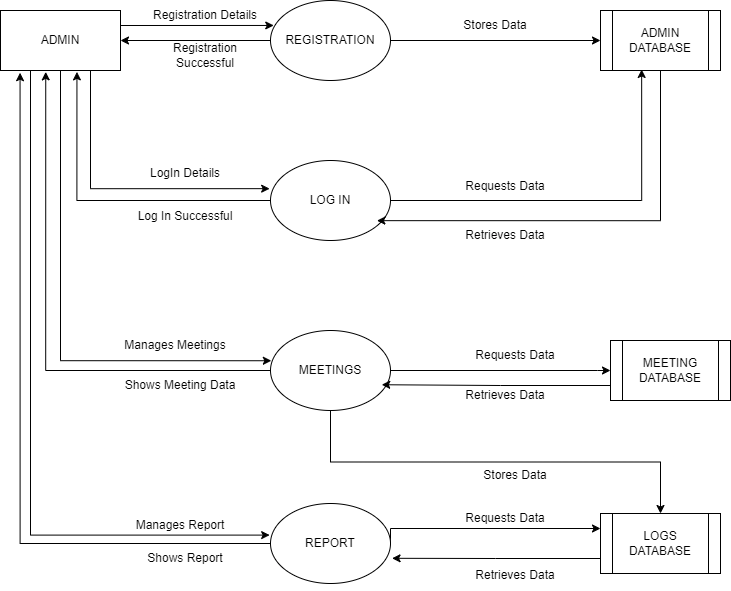 ADMIN
Registration Details
Registration
Successful
REGISTRATION
Stores Data
ADMIN
DATABASE
LogIn Details
Log In Successful
LOG IN
Requests Data
Retrieves Data
Manages Meetings
Shows Meeting Data
MEETINGS
Requests Data
Retrieves Data
MEETING
DATABASE
Stores Data
Manages Report
Shows Report
REPORT
Requests Data
Retrieves Data
LOGS
DATABASE